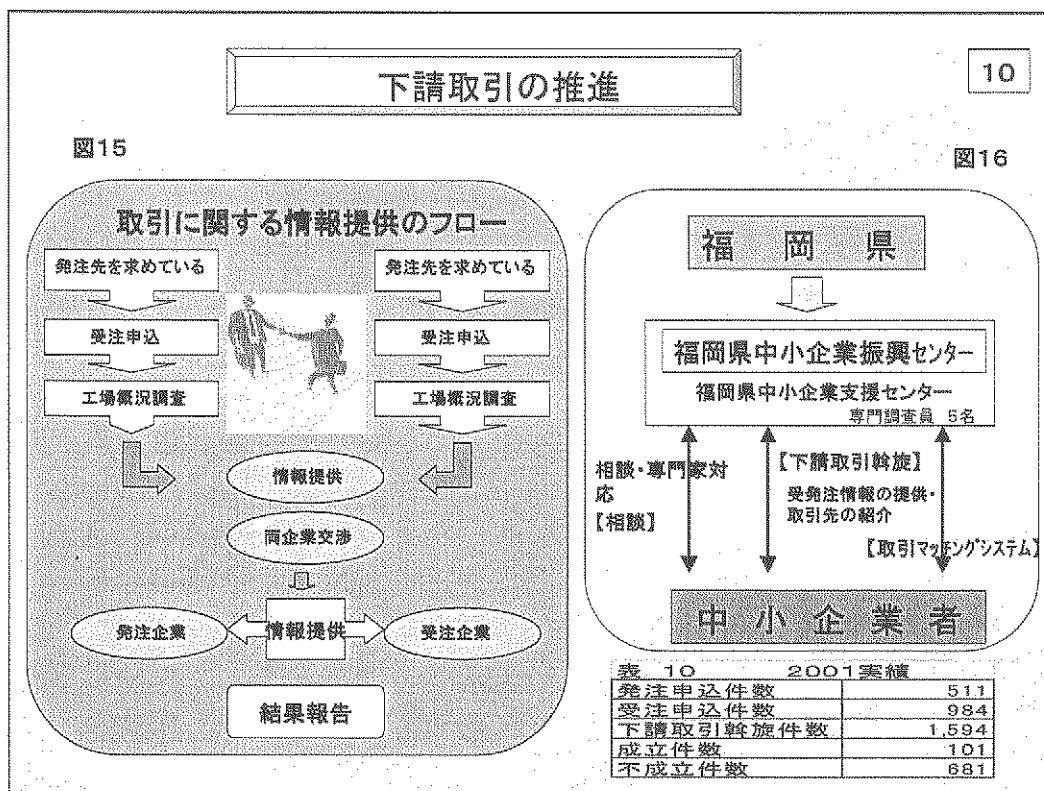 下請取引の推進
10
図15
取引に関する情報提供のフロー
発注先を求めている
発注先を求めている
受注申込
受注申込
工場概況調査
工場概況調査
情報提供
両企業交渉
発注企業
情報提供
受注企業
結果報告
図16
福岡県
福岡県中小企業振興センター
福岡県中小企業支援センター
専門調査員 5名
相談・専門家対
応
【相談】
【下請取引斡旋】
受発注情報の提供・
取引先の紹介
【取引マッチングシステム】
中小企業者
表 10 2001実績
発注申込件数 511
受注申込件数 984
下請取引斡旋件数 1,594
成立件数 101
不成立件数 681